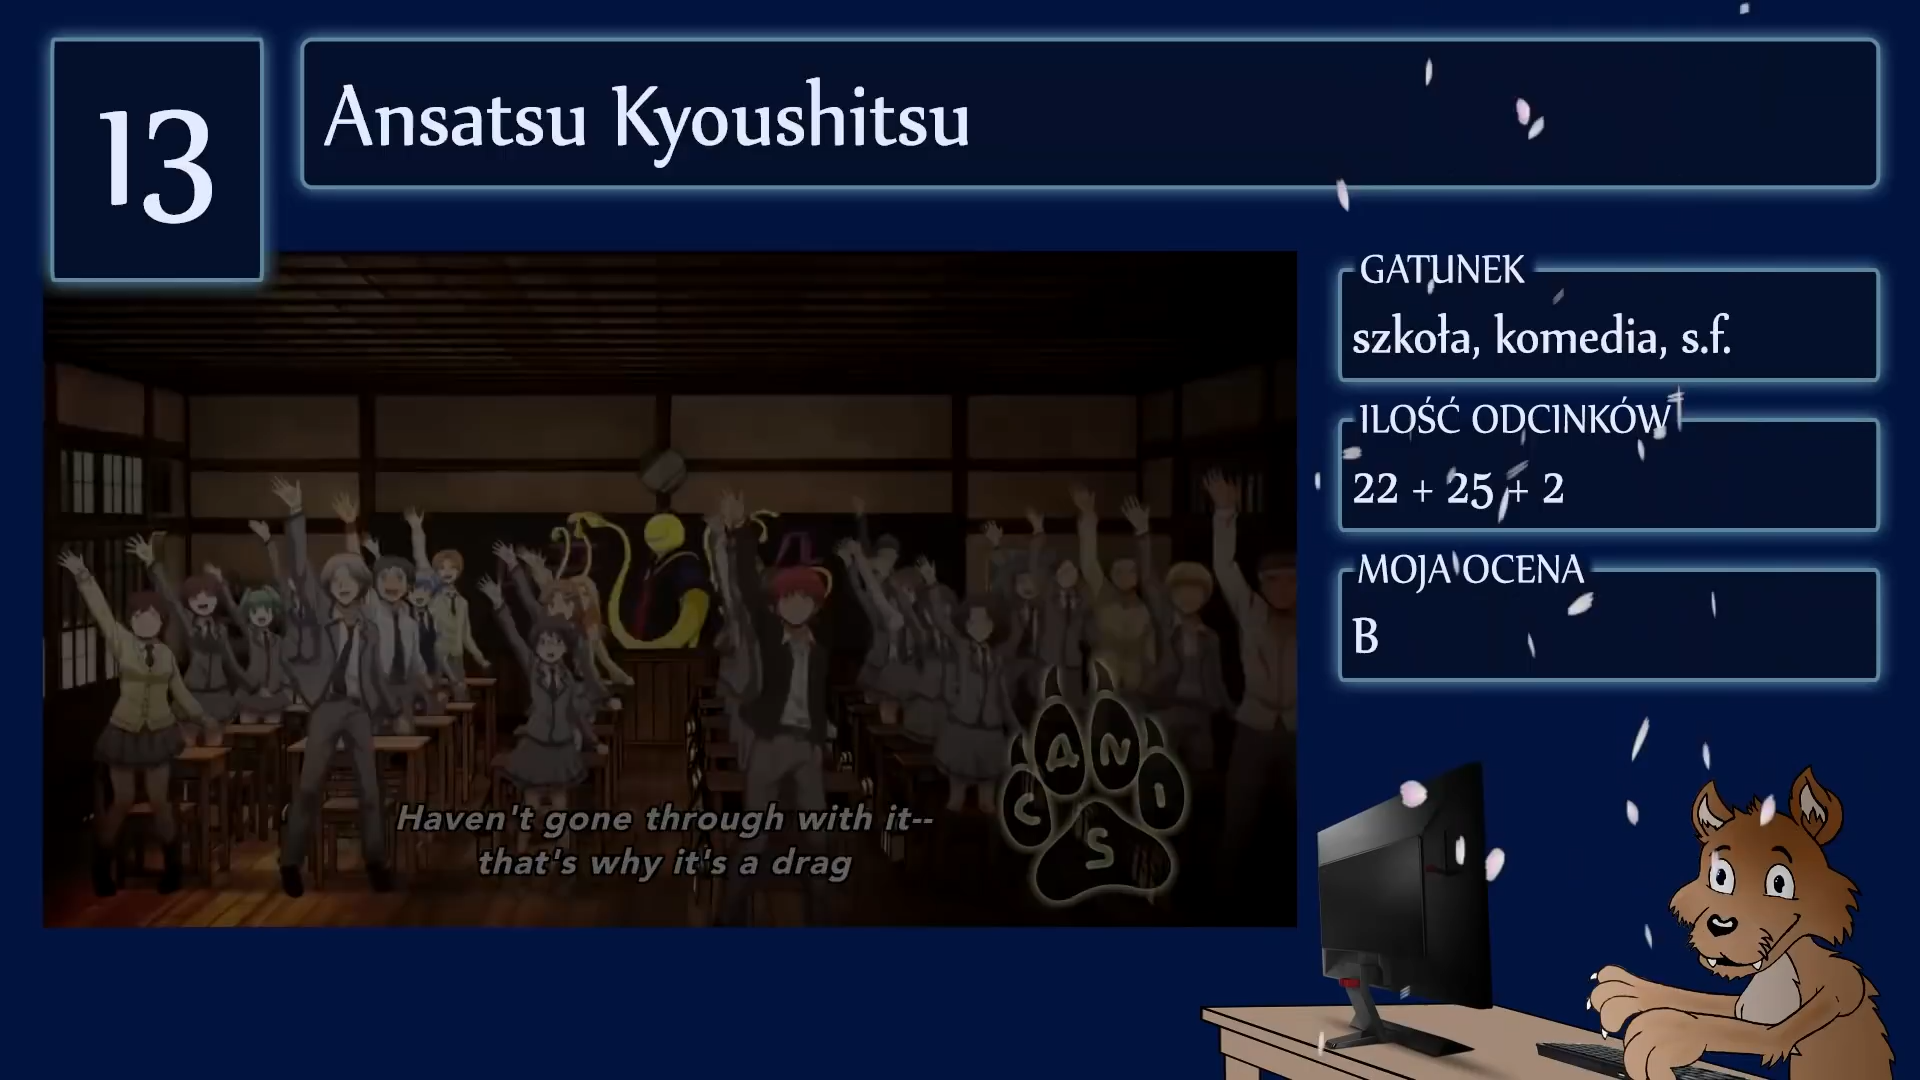 13
Ansatsu Kyoushitsu
GATUNEK
szkoła, komedia, s.f.
ILOŚĆ ODCINKÓW
22 + 25 + 2
MOJA OCENA
B
Haven't gone through with it--
that's why it's a drag
CANIS